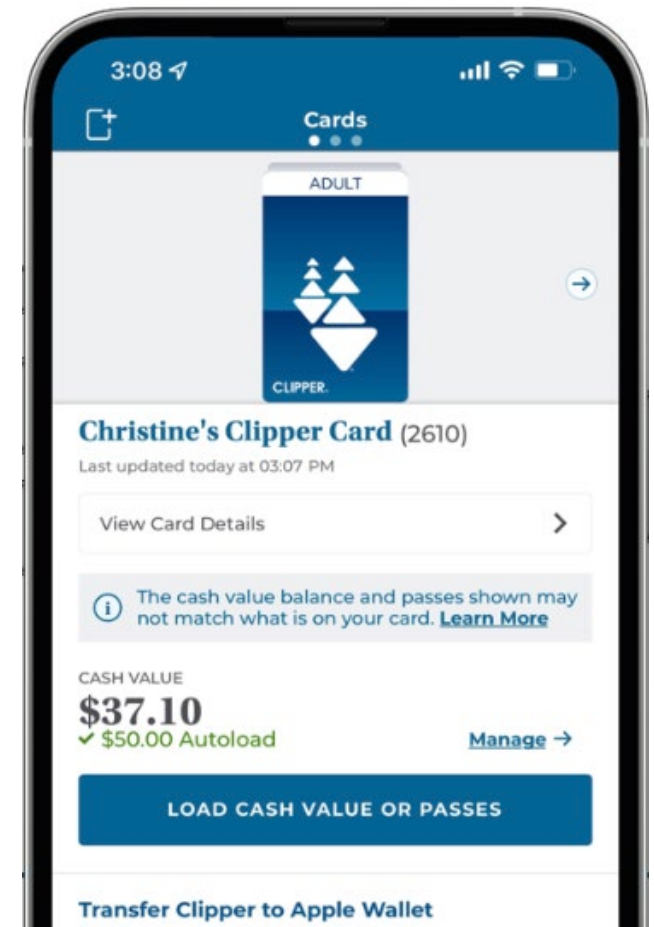 3:08
Cards
ADULT
CLIPPER.
Christine's Clipper Card (2610)
Last updated today at 03:07 PM
View Card Details
The cash value balance and passes shown may
not match what is on your card. Learn More
CASH VALUE
$37.10
$50.00 Autoload
Manage
LOAD CASH VALUE OR PASSES
Transfer Clipper to Apple Wallet